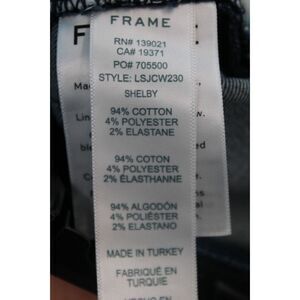 FRAME
RN# 139021
CA# 19371
PO# 705500
STYLE: LSJCW230
SHELBY
94% COTTON
4% POLYESTER
2% ELASTANE
94% COTON
4% POLYESTER
2% ÉLASTHANNE
94% ALGODÓN
4% POLIÉSTER
2% ELASTANO
MADE IN TURKEY
FABRIQUÉ EN
TURQUIE